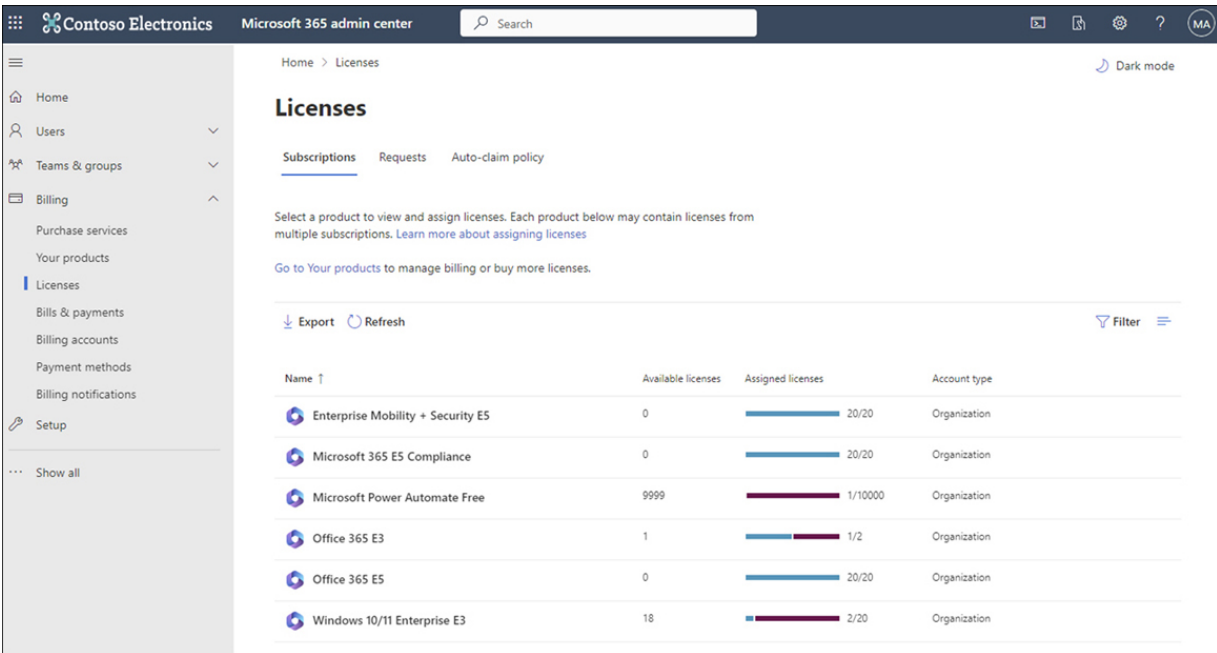 Contoso Electronics Microsoft 365 admin center Search ? MA
Home > Licenses Dark mode
Home
Users
Teams & groups
Billing
Purchase services
Your products
Licenses
Bills & payments
Billing accounts
Payment methods
Billing notifications
Setup
... Show all
Licenses
Subscriptions Requests Auto-claim policy
Select a product to view and assign licenses. Each product below may contain licenses from
multiple subscriptions. Learn more about assigning licenses
Go to Your products to manage billing or buy more licenses.
Export Refresh Filter
Name ↑ Available licenses Assigned licenses Account type
Enterprise Mobility + Security E5 0 20/20 Organization
Microsoft 365 E5 Compliance 0 20/20 Organization
Microsoft Power Automate Free 9999 1/10000 Organization
Office 365 E3 1 1/2 Organization
Office 365 E5 0 20/20 Organization
Windows 10/11 Enterprise E3 18 2/20 Organization